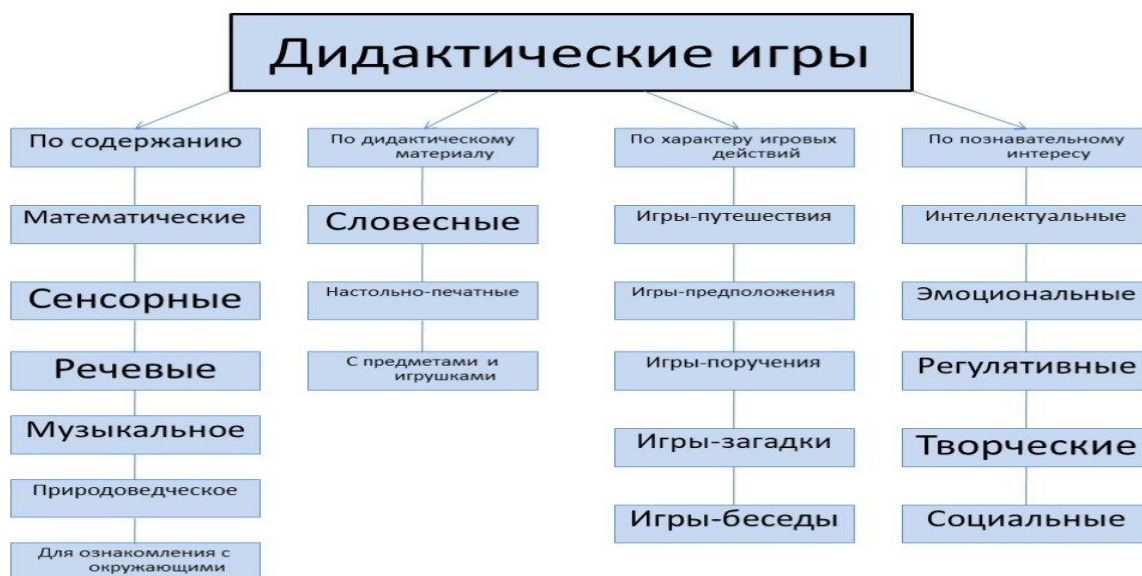 Дидактические игры
По содержанию
Математические
Сенсорные
Речевые
Музыкальное
Природоведческое
Для ознакомления с
окружающими
По дидактическому
материалу
Словесные
Настольно-печатные
С предметами и
игрушками
По характеру игровых
действий
Игры-путешествия
Игры-предположения
Игры-поручения
Игры-загадки
Игры-беседы
По познавательному
интересу
Интеллектуальные
Эмоциональные
Регулятивные
Творческие
Социальные